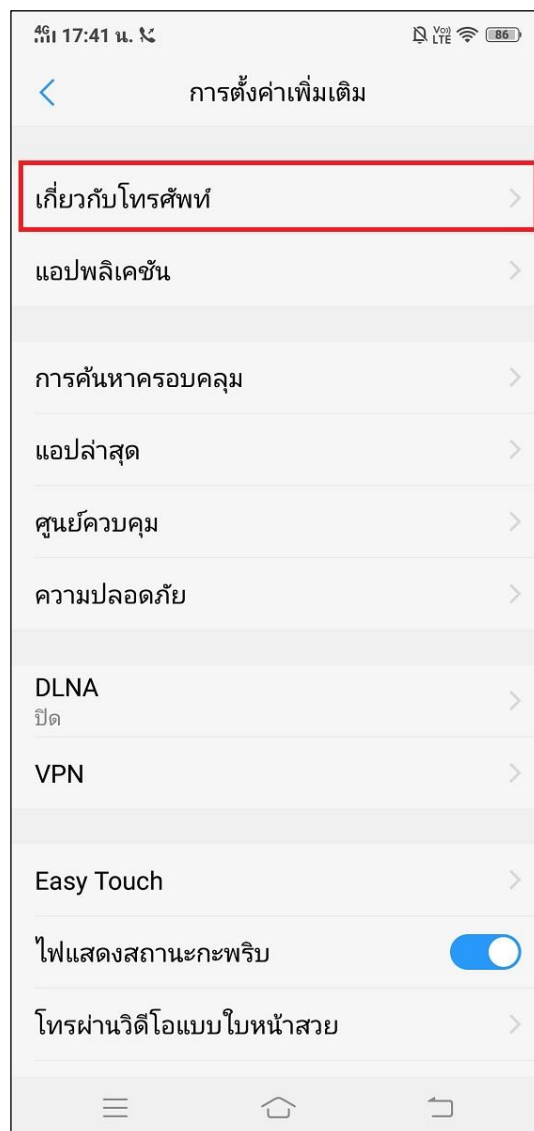 4G 17:41 น. Vo)) LTE 86
การตั้งค่าเพิ่มเติม
เกี่ยวกับโทรศัพท์
แอปพลิเคชัน
การค้นหาครอบคลุม
แอปล่าสุด
ศูนย์ควบคุม
ความปลอดภัย
DLNA
ปิด
VPN
Easy Touch
ไฟแสดงสถานะกะพริบ
โทรผ่านวิดีโอแบบใบหน้าสวย